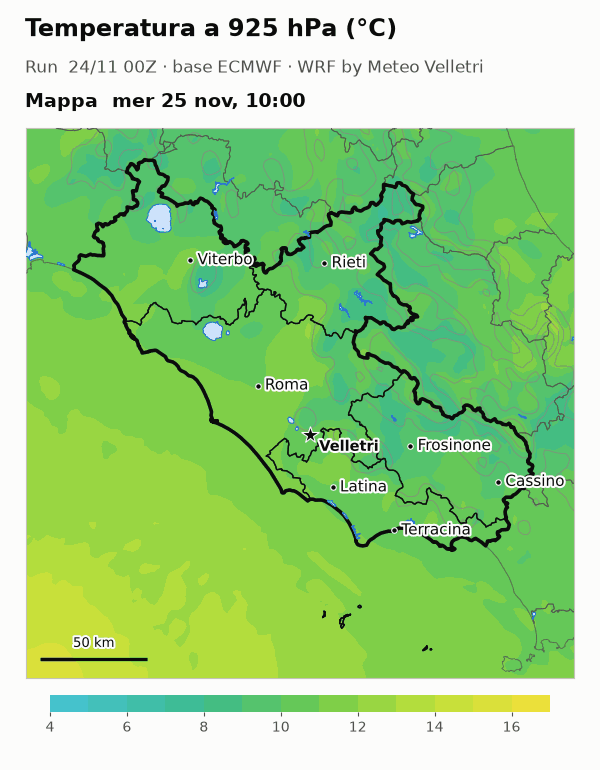 Temperatura a 925 hPa (°C)
Run  24/11 00Z · base ECMWF · WRF by Meteo Velletri
Mappa  mer 25 nov, 10:00
Viterbo
Rieti
Roma
Velletri
Frosinone
Latina
Cassino
Terracina
50 km
4 6 8 10 12 14 16